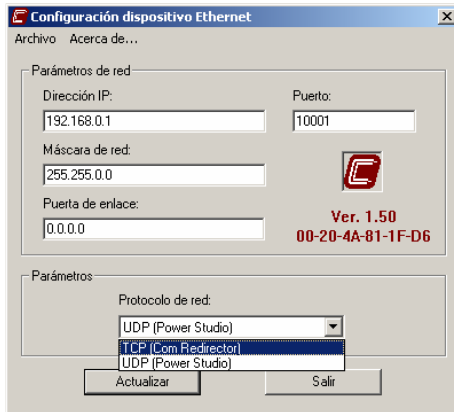 Configuración dispositivo Ethernet
Archivo Acerca de...
Parámetros de red
Dirección IP:
Puerto:
192.168.0.1
10001
Máscara de red:
255.255.0.0
Puerta de enlace:
0.0.0.0
Ver. 1.50
00-20-4A-81-1F-D6
Parámetros
Protocolo de red:
UDP (Power Studio)
TCP (Com Redirector)
UDP (Power Studio)
Actualizar
Salir